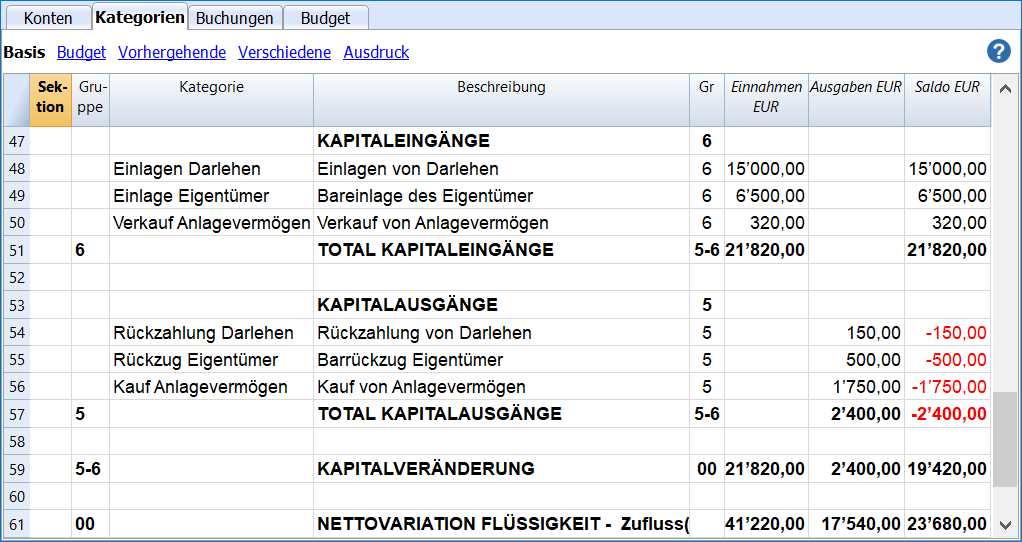 Konten Kategorien Buchungen Budget
Basis Budget Vorhergehende Verschiedene Ausdruck ?
Sek- Gru- Kategorie Beschreibung Gr Einnahmen Ausgaben EUR Saldo EUR
tion ppe EUR
47 KAPITALEINGÄNGE 6
48 Einlagen Darlehen Einlagen von Darlehen 6 15’000,00 15’000,00
49 Einlage Eigentümer Bareinlage des Eigentümer 6 6’500,00 6’500,00
50 Verkauf Anlagevermögen Verkauf von Anlagevermögen 6 320,00 320,00
51 6 TOTAL KAPITALEINGÄNGE 5-6 21’820,00 21’820,00
52
53 KAPITALAUSGÄNGE 5
54 Rückzahlung Darlehen Rückzahlung von Darlehen 5 150,00 -150,00
55 Rückzug Eigentümer Barrückzug Eigentümer 5 500,00 -500,00
56 Kauf Anlagevermögen Kauf von Anlagevermögen 5 1’750,00 -1’750,00
57 5 TOTAL KAPITALAUSGÄNGE 5-6 2’400,00 -2’400,00
58
59 5-6 KAPITALVERÄNDERUNG 00 21’820,00 2’400,00 19’420,00
60
61 00 NETTOVARIATION FLÜSSIGKEIT - Zufluss( 41’220,00 17’540,00 23’680,00